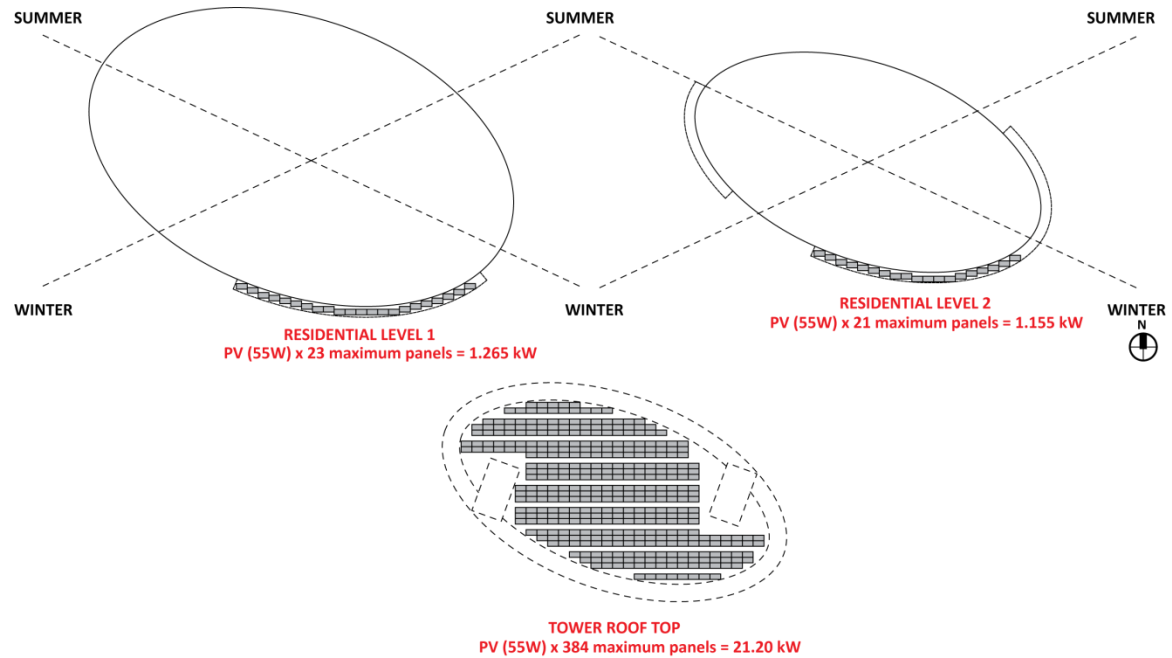 SUMMER
SUMMER
SUMMER
WINTER
WINTER
WINTER
N
RESIDENTIAL LEVEL 1
PV (55W) x 23 maximum panels = 1.265 kW
RESIDENTIAL LEVEL 2
PV (55W) x 21 maximum panels = 1.155 kW
TOWER ROOF TOP
PV (55W) x 384 maximum panels = 21.20 kW